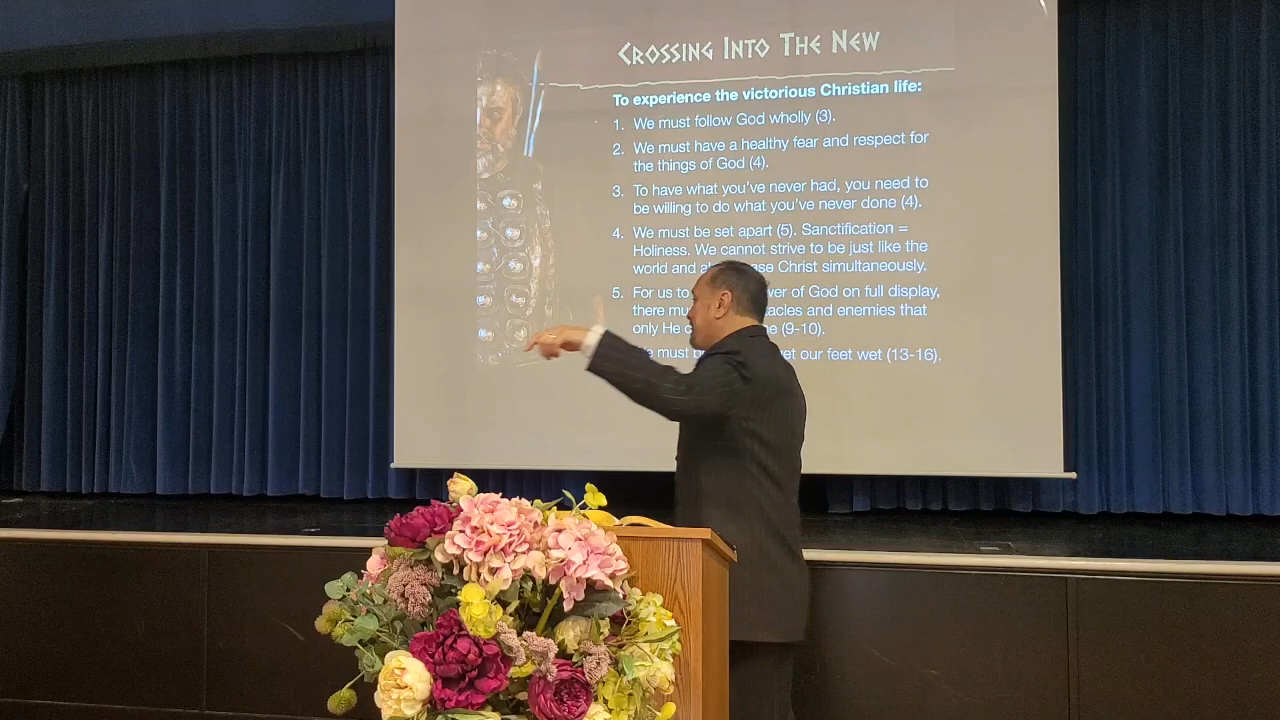 CROSSING INTO THE NEW
To experience the victorious Christian life:
1. We must follow God wholly (3).
2. We must have a healthy fear and respect for
the things of God (4).
3. To have what you've never had, you need to
be willing to do what you've never done (4).
4. We must be set apart (5). Sanctification =
Holiness. We cannot strive to be just like the
world and Christ simultaneously.
5. For us to of God on full display,
there and enemies that
only He (9-10).
must our feet wet (13-16).